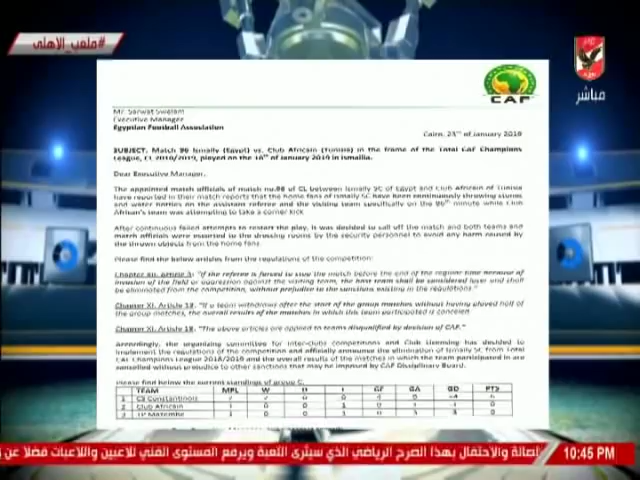 #ملعب_الأهلى
مباشر
CAF
Mr. Sarwat Swelam
Executive Manager
Egyptian Football Association
Cairo, 23rd of January 2019
SUBJECT. Match 96 Ismaily (Egypt) vs. Club Africain (Tunisia) in the frame of the Total CAF Champions
League, CL 2018/2019, played on the 18th of January 2019 in Ismailia.
Dear Executive Manager,
The appointed match officials of match no.96 of CL between Ismaily SC of Egypt and Club Africain of Tunisia
have reported in their match reports that the home fans of Ismaily SC have been continuously throwing stones
and water bottles on the assistant referee and the visiting team specifically on the 86th minute while Club
African's team was attempting to take a corner kick
After continuous failed attempts to restart the play, it was decided to call off the match and both teams and
match officials were escorted to the dressing rooms by the security personnel to avoid any harm caused by
the thrown objects from the home fans.
Please find below articles from the regulations of the competition:
"If the referee is forced to stop the match before the end of the regular time because of
invasion of the field or aggression against the visiting team, the host team shall be considered loser and shall
be eliminated from the competition, without prejudice to the sanctions existing in the regulations."
Chapter XI. Article "If a team withdraws after the start of the group matches without having played half of
the group matches, the overall results of the matches in which this team participated is canceled
Chapter XI. Article "The above articles are applied to teams disqualified by decision of CAF."
Accordingly, the organizing committee for Inter-clubs competitions and Club Licensing has decided to
implement the regulations of the competition and officially announce the elimination of Ismaily SC from Total
CAF Champions League 2018/2019 and the overall results of the matches in which the team participated in are
cancelled without prejudice to other sanctions that may be imposed by CAF Disciplinary Board.
Please find below the current standings of group C.
TEAM MPL W D L GF GA GD PTS
1 CS Constantinois
2 Club Africain 1 0 0 1 0
3 TP Mazembe 1 0 0 1 0
الصالة والاحتفال بهذا الصرح الرياضي الذي سيثرى اللعبة ويرفع المستوى الفني للاعبين واللاعبات فضلا عن
10:45 PM